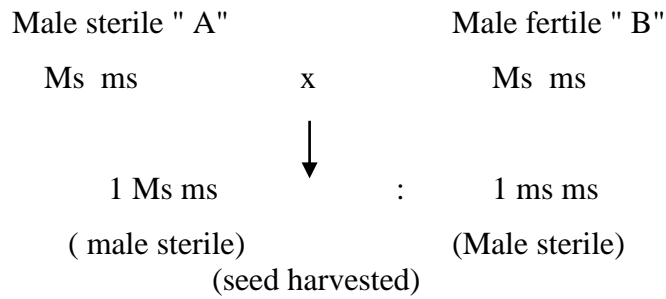 Male sterile " A" Male fertile " B"
Ms ms x Ms ms
1 Ms ms : 1 ms ms
( male sterile) (Male sterile)
(seed harvested)